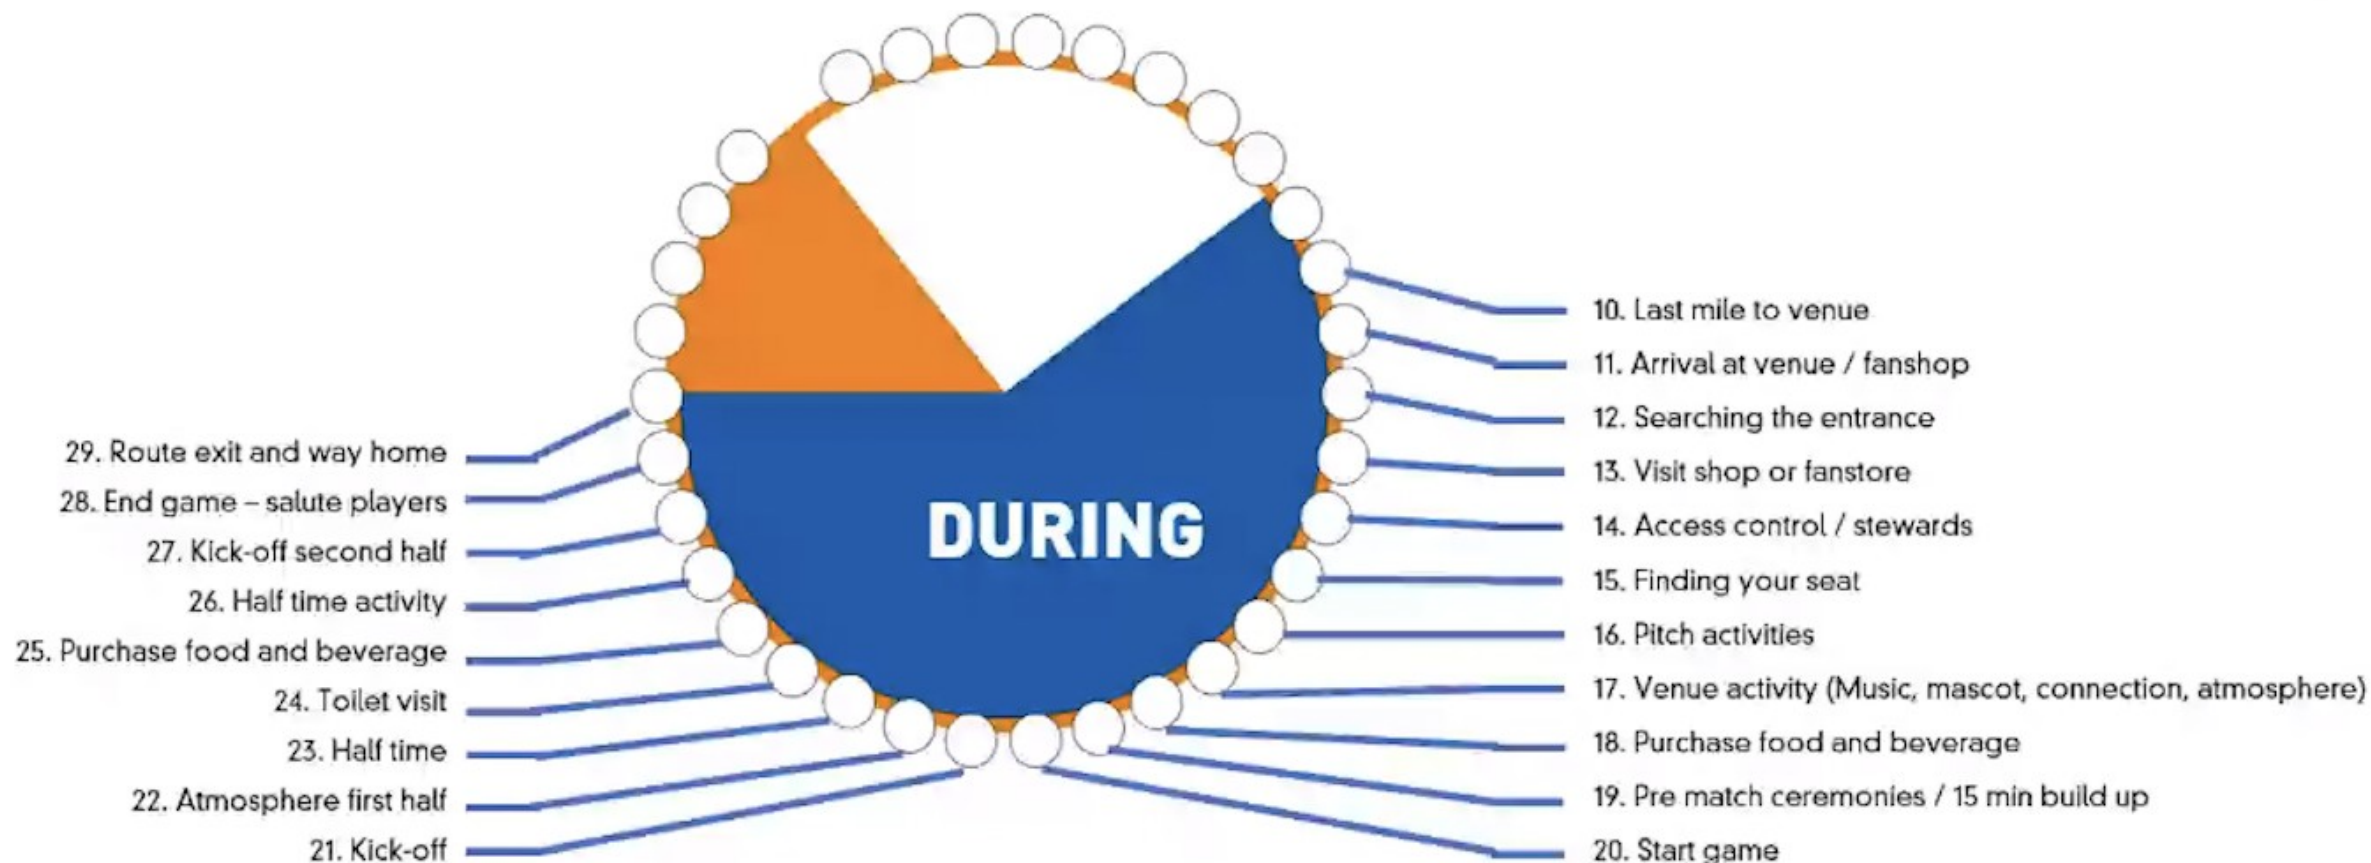 DURING
10. Last mile to venue
11. Arrival at venue / fanshop
12. Searching the entrance
13. Visit shop or fanstore
14. Access control / stewards
15. Finding your seat
16. Pitch activities
17. Venue activity (Music, mascot, connection, atmosphere)
18. Purchase food and beverage
19. Pre match ceremonies / 15 min build up
20. Start game
29. Route exit and way home
28. End game – salute players
27. Kick-off second half
26. Half time activity
25. Purchase food and beverage
24. Toilet visit
23. Half time
22. Atmosphere first half
21. Kick-off